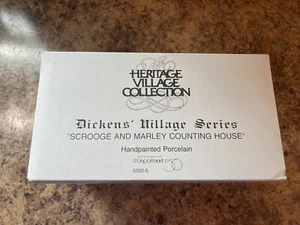 HERITAGE
VILLAGE
COLLECTION
Dickens' Village Series
"SCROOGE AND MARLEY COUNTING HOUSE"
Handpainted Porcelain
© Department 56
6500-5